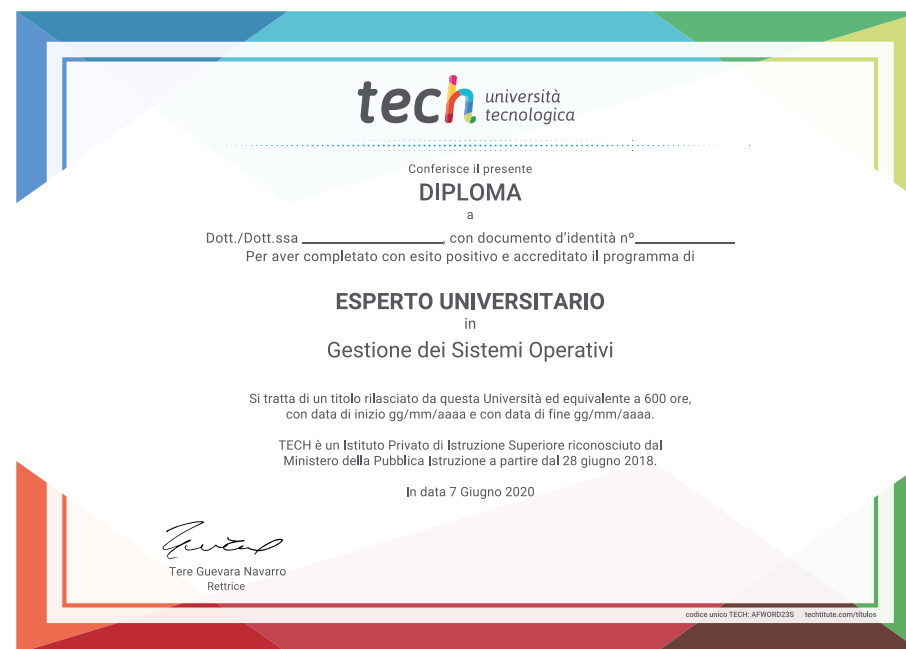 tech università
tecnologica
Conferisce il presente
DIPLOMA
a
Dott./Dott.ssa ________________, con documento d'identità nº____________
Per aver completato con esito positivo e accreditato il programma di
ESPERTO UNIVERSITARIO
in
Gestione dei Sistemi Operativi
Si tratta di un titolo rilasciato da questa Università ed equivalente a 600 ore,
con data di inizio gg/mm/aaaa e con data di fine gg/mm/aaaa.
TECH è un Istituto Privato di Istruzione Superiore riconosciuto dal
Ministero della Pubblica Istruzione a partire dal 28 giugno 2018.
In data 7 Giugno 2020
Tere Guevara Navarro
Rettrice
codice unico TECH: AFWORD23S techtitute.com/titulos